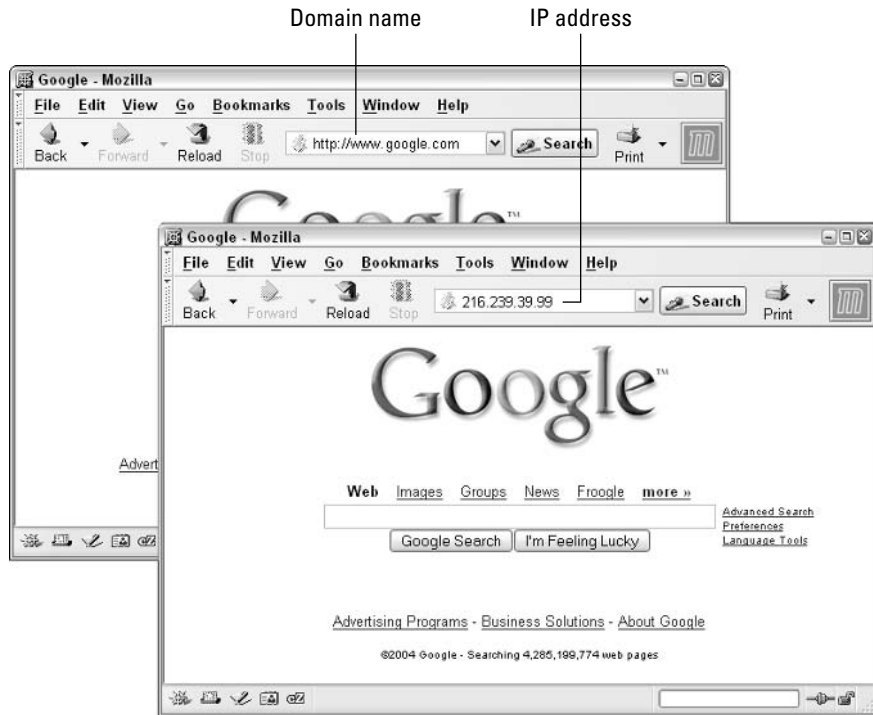 Domain name IP address
Google - Mozilla
File Edit View Go Bookmarks Tools Window Help
Back Forward Reload Stop http://www.google.com Search Print
Google™
Advert
Google - Mozilla
File Edit View Go Bookmarks Tools Window Help
Back Forward Reload Stop 216.239.39.99 Search Print
Google™
Web Images Groups News Froogle more »
Advanced Search
Preferences
Language Tools
Google Search I'm Feeling Lucky
Advertising Programs - Business Solutions - About Google
©2004 Google - Searching 4,285,199,774 web pages